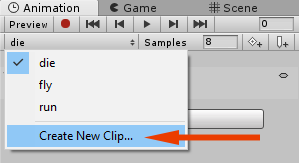 Animation Game Scene
Preview 0
die Samples 8
die
fly
run
Create New Clip...